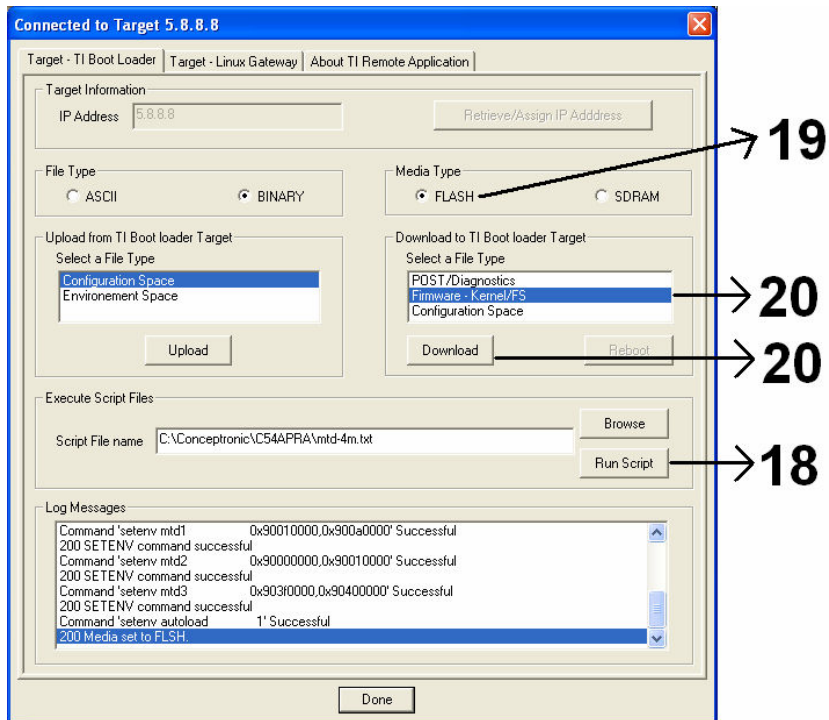 Connected to Target 5.8.8.8
Target - TI Boot Loader
Target - Linux Gateway
About TI Remote Application
Target Information
IP Address
5.8.8.8
Retrieve/Assign IP Adddress
19
File Type
ASCII
BINARY
Media Type
FLASH
SDRAM
Upload from TI Boot loader Target
Select a File Type
Configuration Space
Environement Space
Upload
Download to TI Boot loader Target
Select a File Type
POST/Diagnostics
Firmware - Kernel/FS
Configuration Space
20
Download
Reboot
20
Execute Script Files
Script File name
C:\Conceptronic\C54APRA\mtd-4m.txt
Browse
Run Script
18
Log Messages
Command 'setenv mtd1 0x90010000,0x900a0000' Successful
200 SETENV command successful
Command 'setenv mtd2 0x90000000,0x90010000' Successful
200 SETENV command successful
Command 'setenv mtd3 0x903f0000,0x90400000' Successful
200 SETENV command successful
Command 'setenv autoload 1' Successful
200 Media set to FLSH.
Done